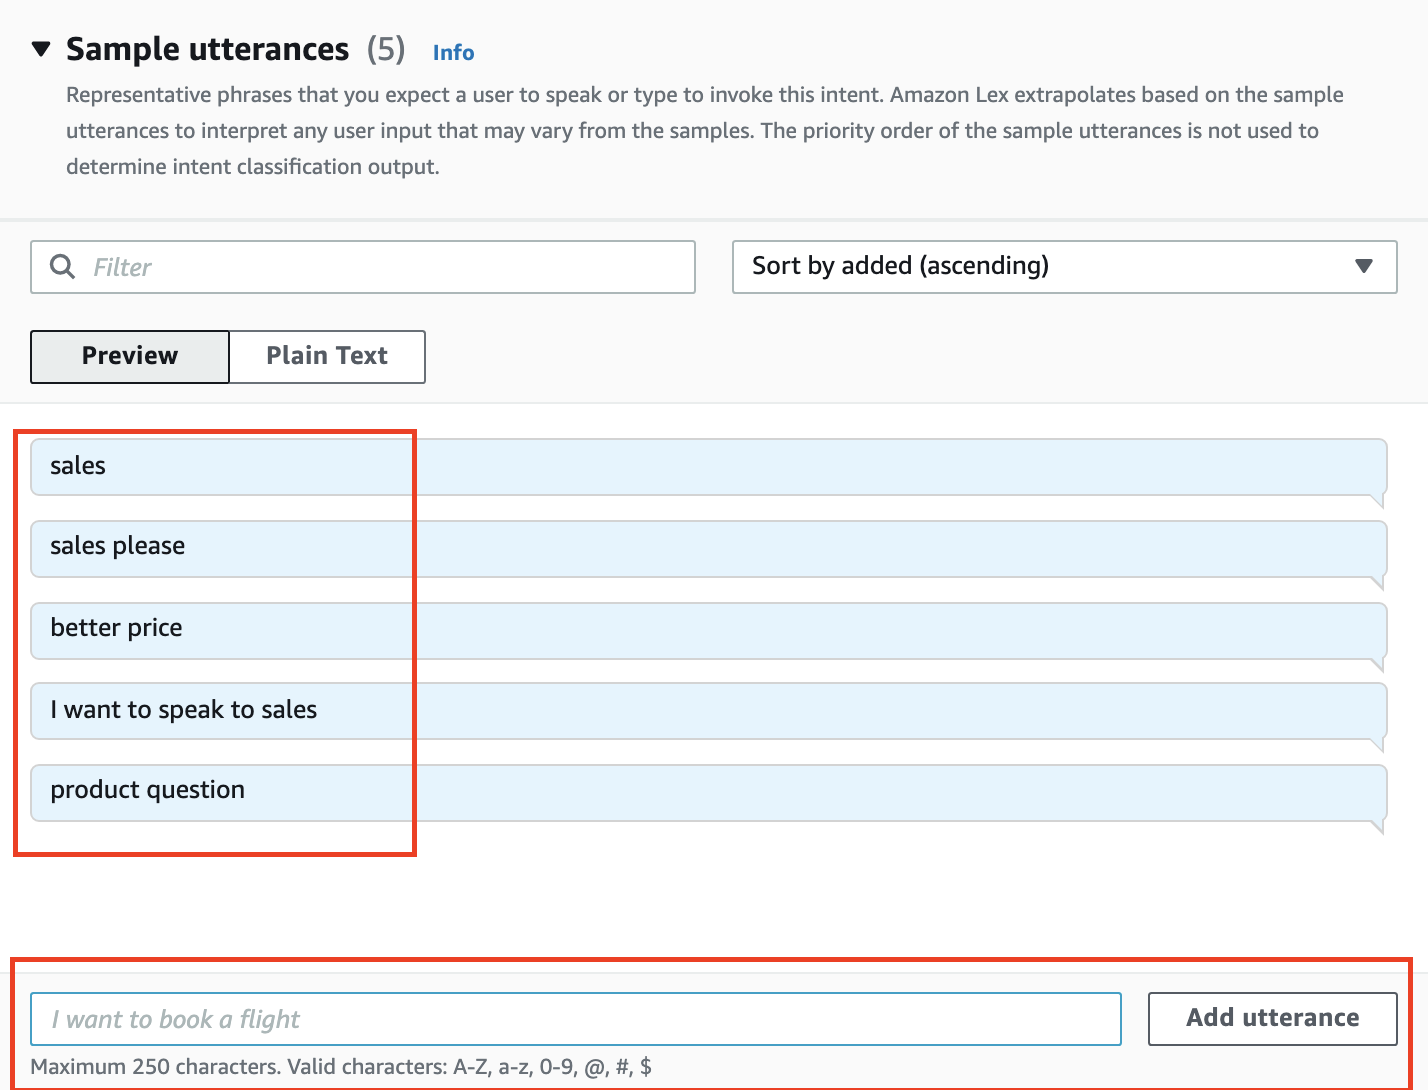 Sample utterances (5) Info
Representative phrases that you expect a user to speak or type to invoke this intent. Amazon Lex extrapolates based on the sample
utterances to interpret any user input that may vary from the samples. The priority order of the sample utterances is not used to
determine intent classification output.
Filter
Sort by added (ascending)
Preview
Plain Text
sales
sales please
better price
I want to speak to sales
product question
I want to book a flight
Add utterance
Maximum 250 characters. Valid characters: A-Z, a-z, 0-9, @, #, $